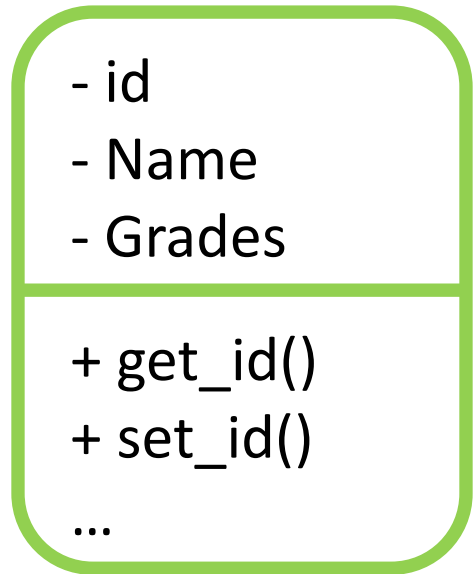 - id
- Name
- Grades
+ get_id()
+ set_id()
...